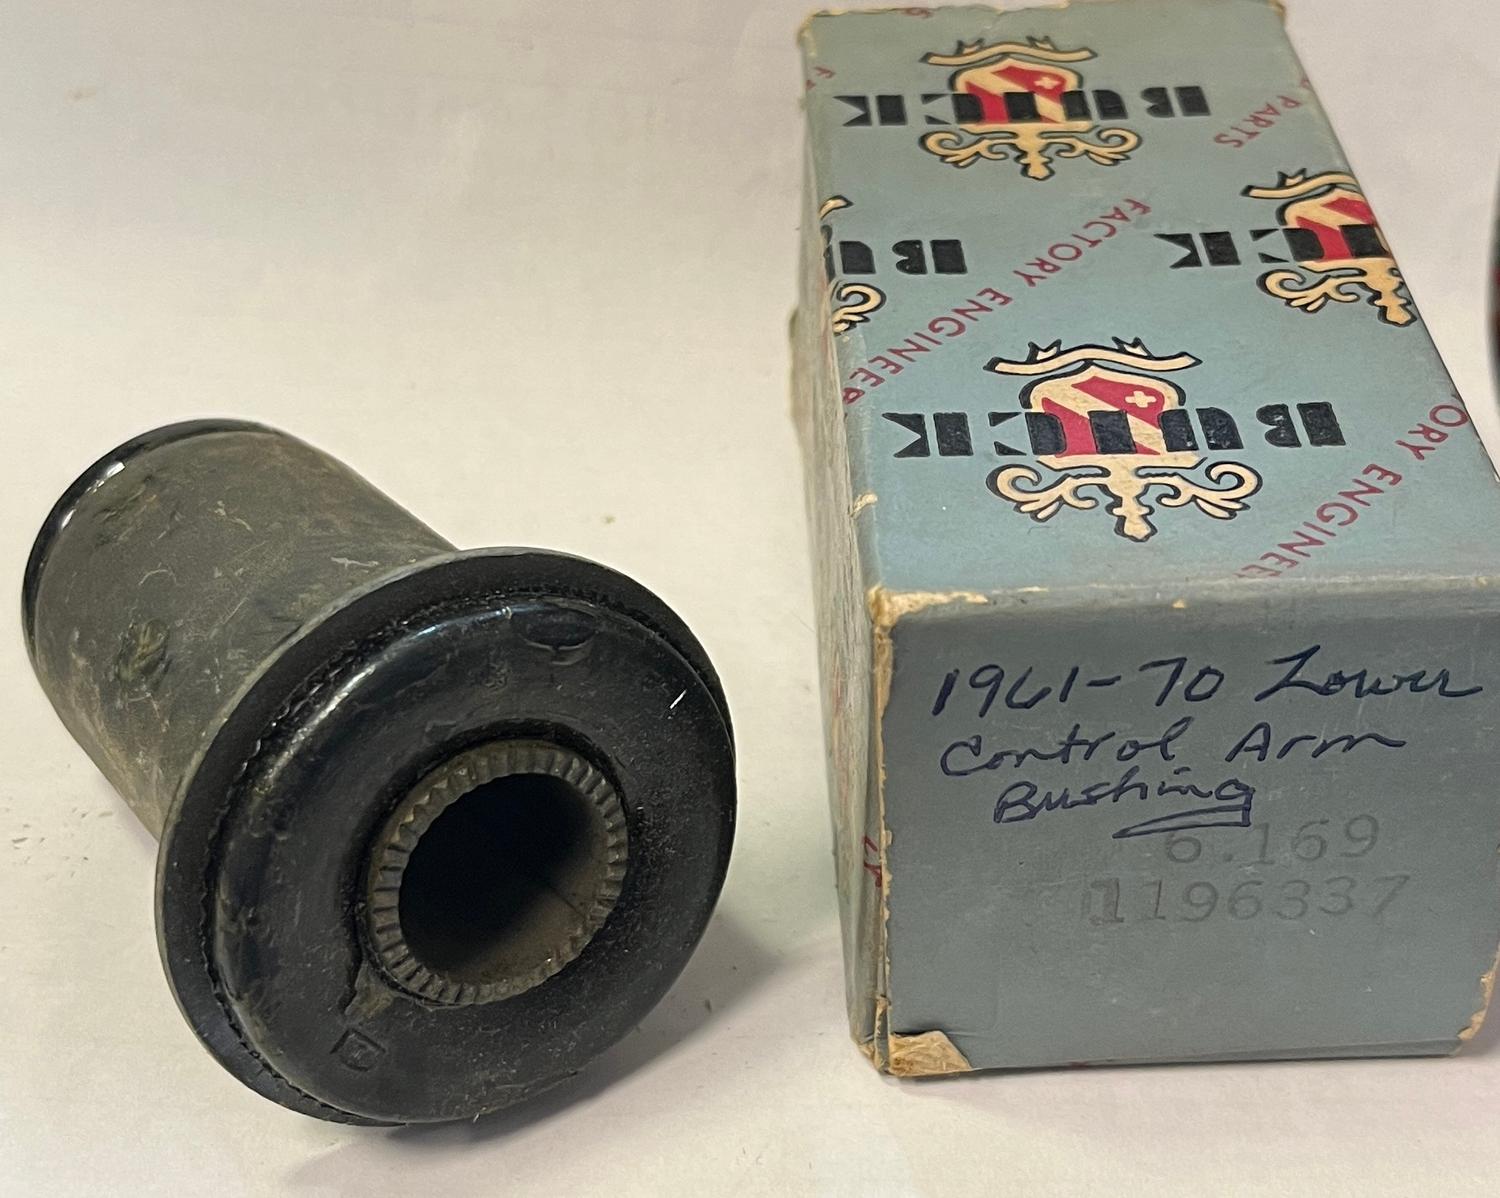 BUICK
PARTS
FACTORY ENGINEER
BUICK
BUICK
BUICK
ORY ENGINEE
1961-70 Lower
Control Arm
Bushing
6.169
1196337